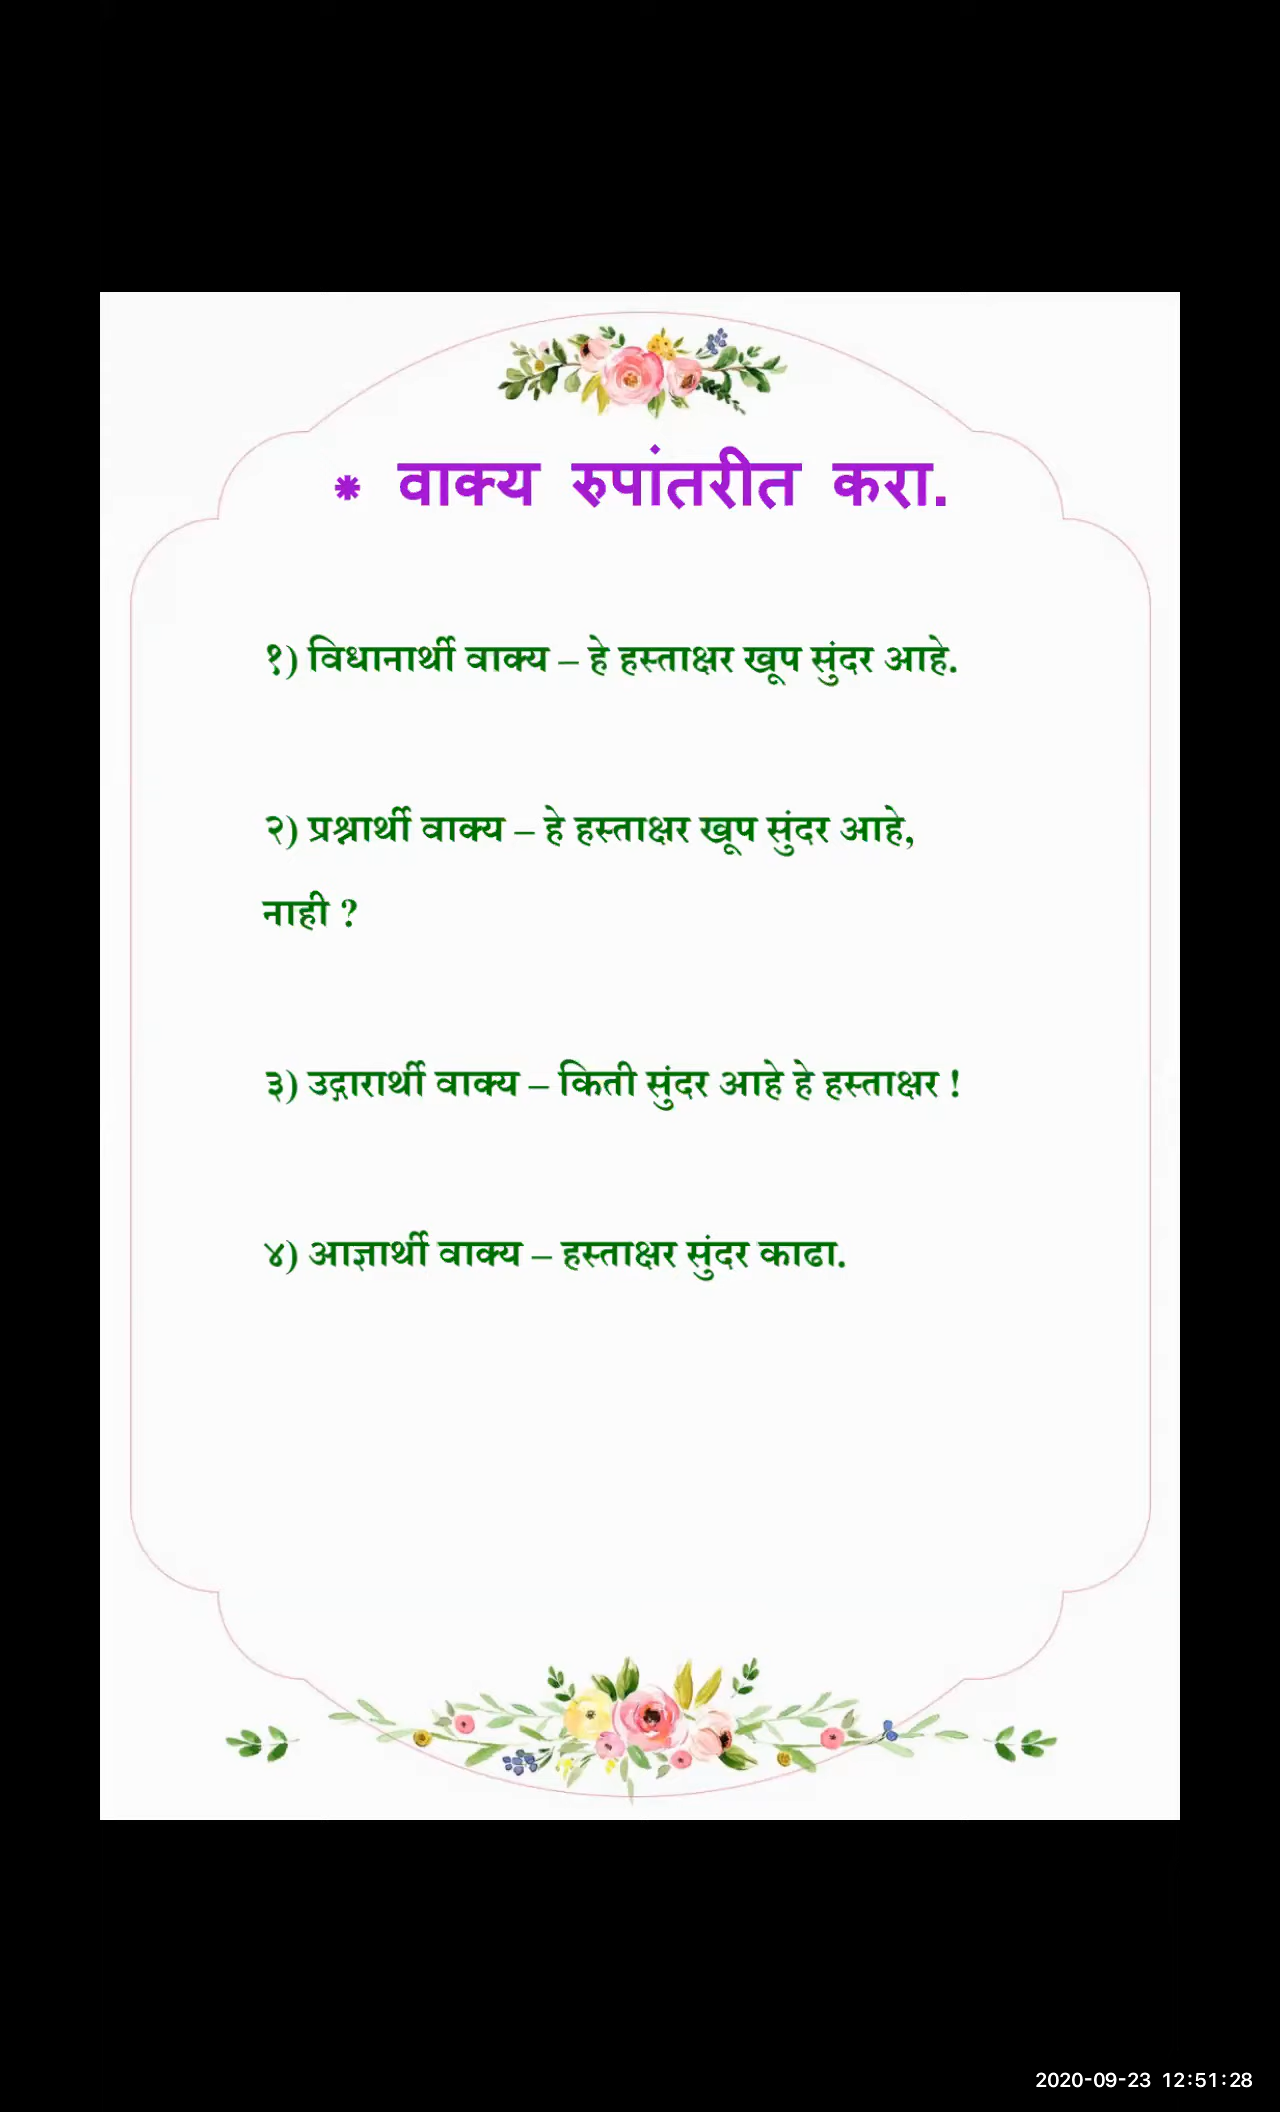 * वाक्य रुपांतरीत करा.
१) विधानार्थी वाक्य – हे हस्ताक्षर खूप सुंदर आहे.
२) प्रश्नार्थी वाक्य – हे हस्ताक्षर खूप सुंदर आहे,
नाही ?
३) उद्गारार्थी वाक्य – किती सुंदर आहे हे हस्ताक्षर !
४) आज्ञार्थी वाक्य – हस्ताक्षर सुंदर काढा.
2020-09-23 12:51:28